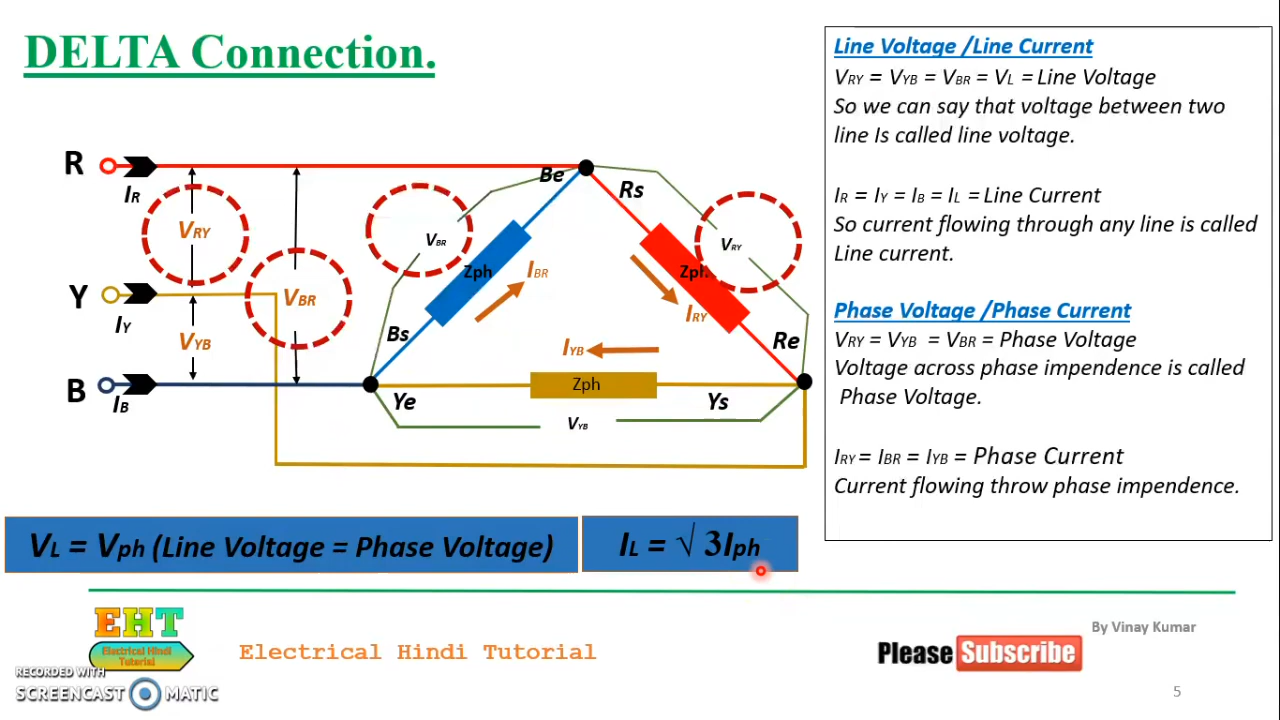 DELTA Connection.
R
IR
VRY
Y
IY
VBR
VYB
B
IB
Be
Rs
VBR
VRY
Zph
IBR
Zph
IRY
Bs
Re
IYB
Zph
Ye
Ys
VYB
Line Voltage /Line Current
VRY = VYB = VBR = VL = Line Voltage
So we can say that voltage between two
line Is called line voltage.
IR = IY = IB = IL = Line Current
So current flowing through any line is called
Line current.
Phase Voltage /Phase Current
VRY = VYB = VBR = Phase Voltage
Voltage across phase impendence is called
Phase Voltage.
IRY = IBR = IYB = Phase Current
Current flowing throw phase impendence.
VL = Vph (Line Voltage = Phase Voltage)
IL = √ 3Iph
EHT
Electrical Hindi
Tutorial
Electrical Hindi Tutorial
By Vinay Kumar
Please Subscribe
RECORDED WITH
SCREENCAST MATIC
5